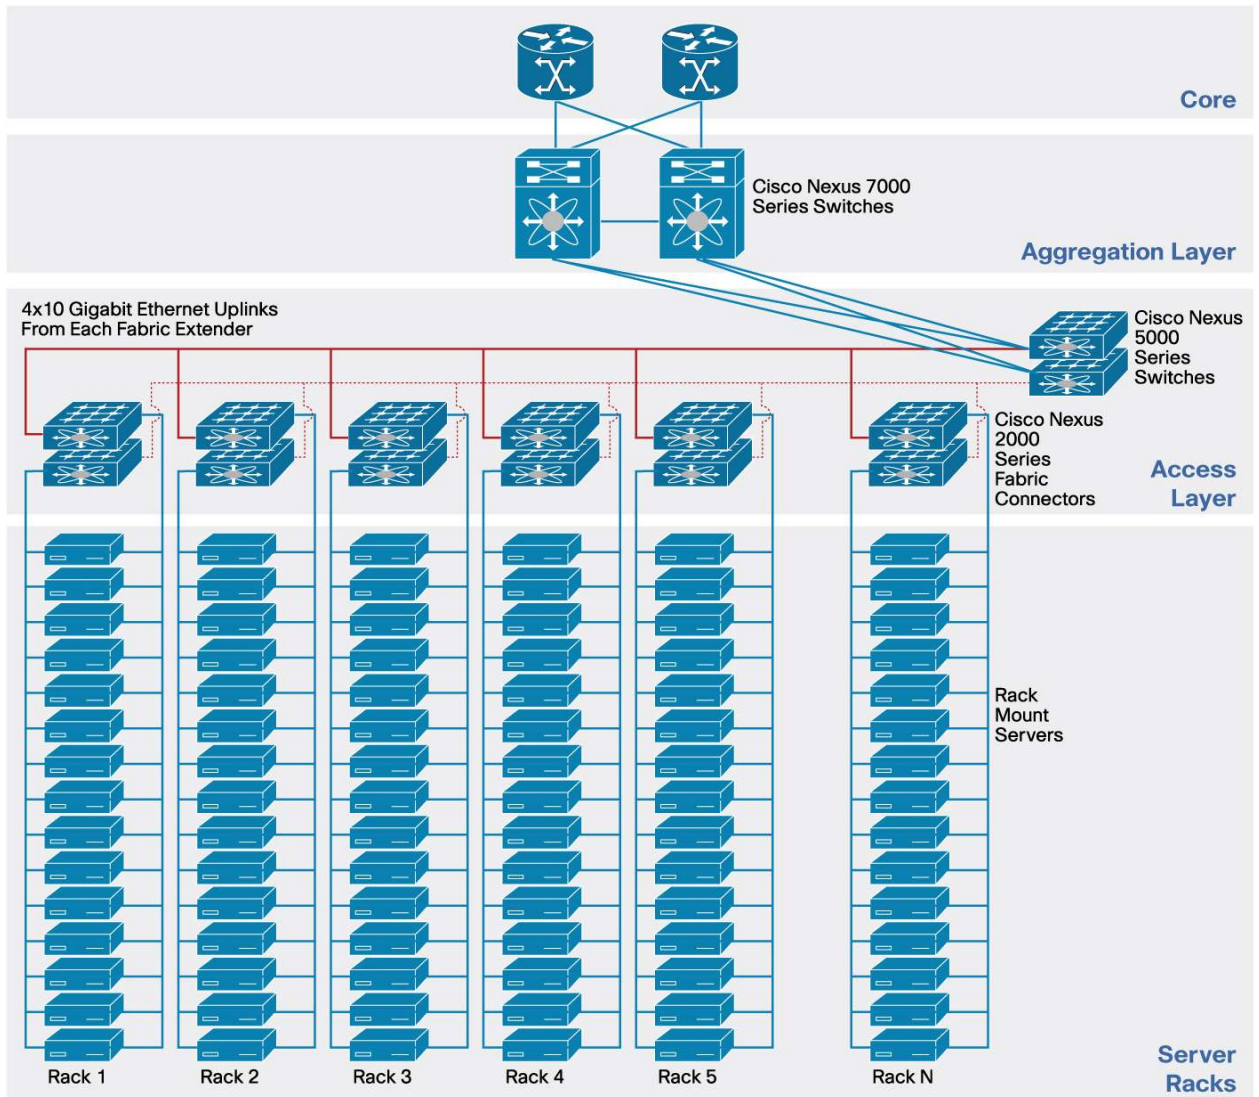 Core
Cisco Nexus 7000
Series Switches
Aggregation Layer
4x10 Gigabit Ethernet Uplinks
From Each Fabric Extender
Cisco Nexus
5000
Series
Switches
Cisco Nexus
2000
Series
Fabric
Connectors
Access
Layer
Rack
Mount
Servers
Rack 1
Rack 2
Rack 3
Rack 4
Rack 5
Rack N
Server
Racks